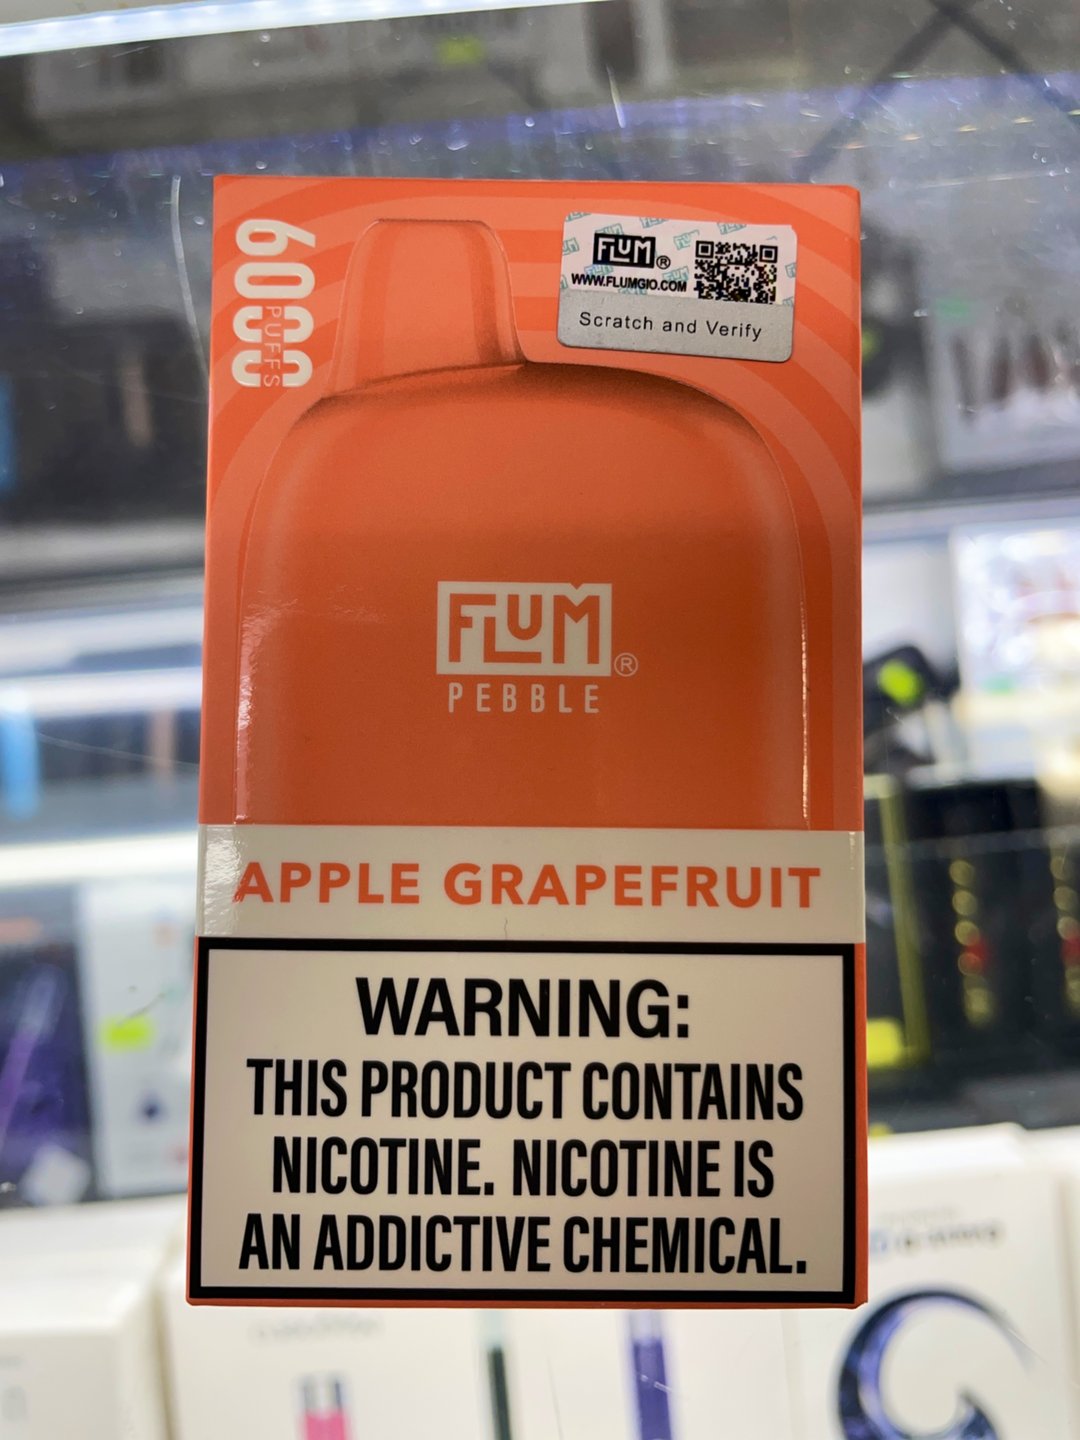 6000
PUFFS
FLUM®
WWW.FLUMGIO.COM
Scratch and Verify
FLUM®
PEBBLE
APPLE GRAPEFRUIT
WARNING:
THIS PRODUCT CONTAINS
NICOTINE. NICOTINE IS
AN ADDICTIVE CHEMICAL.